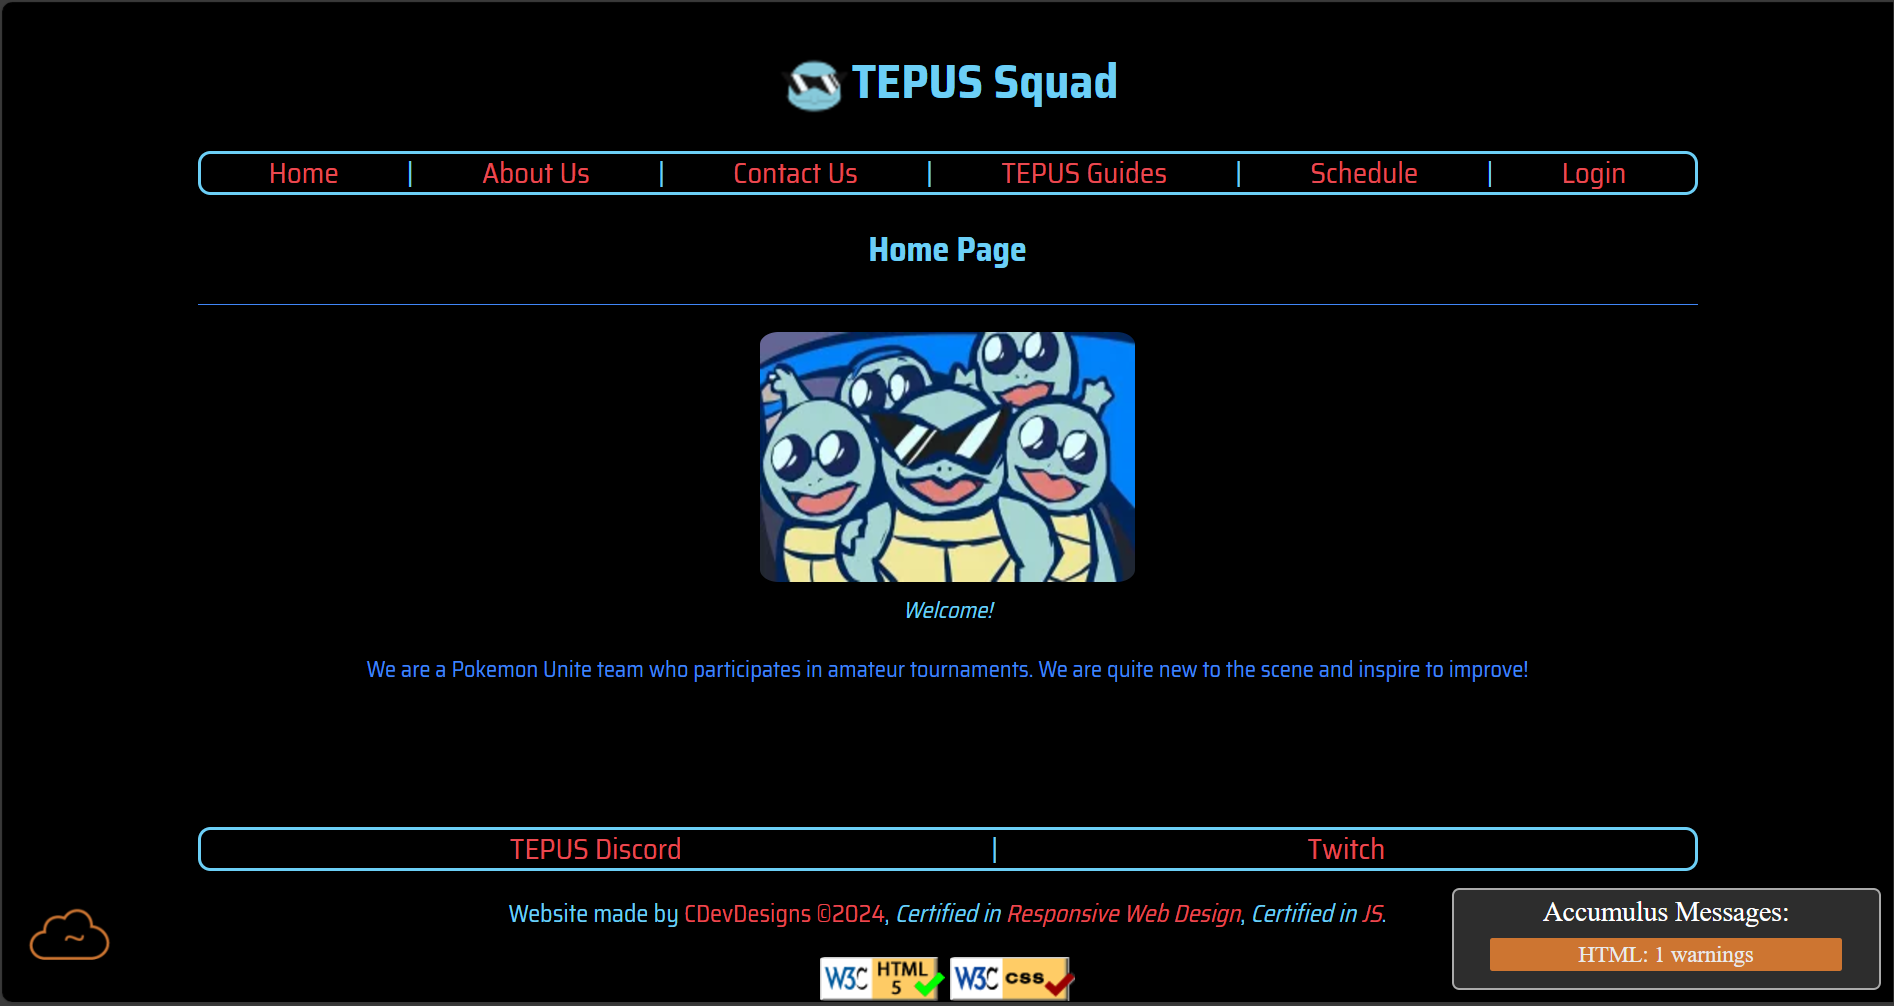 TEPUS Squad
Home | About Us | Contact Us | TEPUS Guides | Schedule | Login
Home Page
Welcome!
We are a Pokemon Unite team who participates in amateur tournaments. We are quite new to the scene and inspire to improve!
TEPUS Discord | Twitch
Website made by CDevDesigns ©2024, Certified in Responsive Web Design, Certified in JS.
W3C HTML 5
W3C css
Accumulus Messages:
HTML: 1 warnings